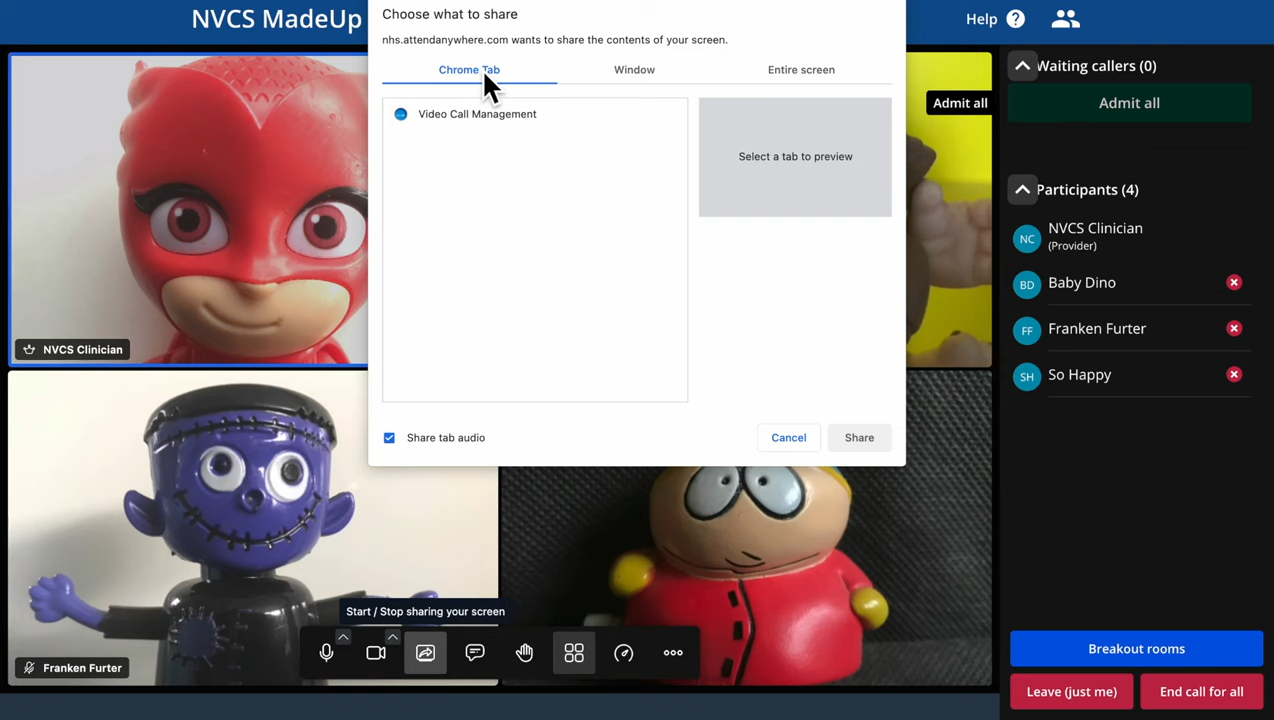 NVCS MadeUp
Help
Choose what to share
nhs.attendanywhere.com wants to share the contents of your screen.
Chrome Tab
Window
Entire screen
Video Call Management
Select a tab to preview
Share tab audio
Cancel
Share
Admit all
Waiting callers (0)
Admit all
Participants (4)
NC
NVCS Clinician
(Provider)
BD
Baby Dino
FF
Franken Furter
SH
So Happy
NVCS Clinician
Franken Furter
Start / Stop sharing your screen
Breakout rooms
Leave (just me)
End call for all